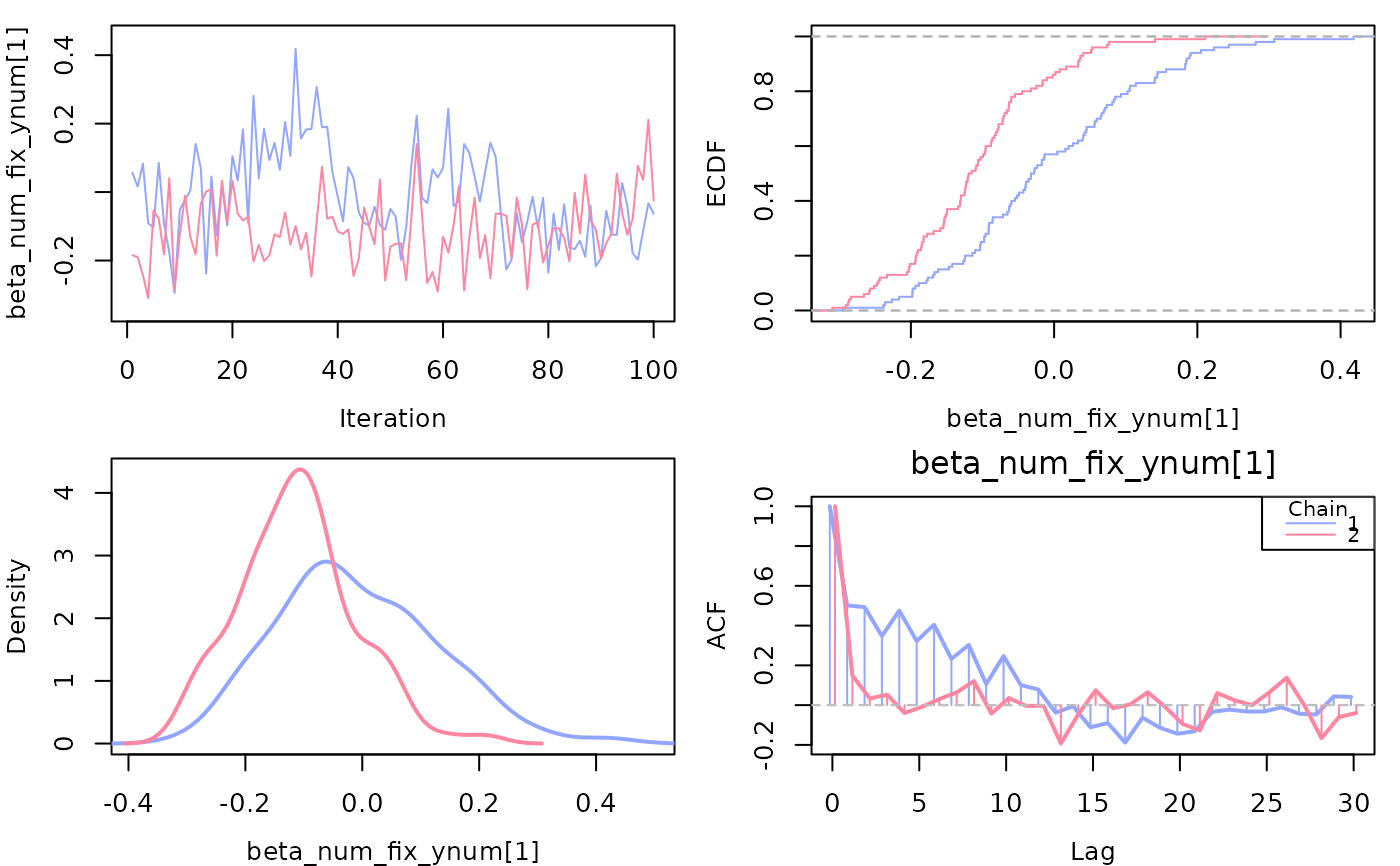 beta_num_fix_ynum[1]
-0.2 0.2 0.4
0 20 40 60 80 100
Iteration
ECDF
0.0 0.4 0.8
-0.2 0.0 0.2 0.4
beta_num_fix_ynum[1]
Density
0 1 2 3 4
-0.4 -0.2 0.0 0.2 0.4
beta_num_fix_ynum[1]
beta_num_fix_ynum[1]
ACF
-0.2 0.2 0.6 1.0
Chain
1
2
0 5 10 15 20 25 30
Lag